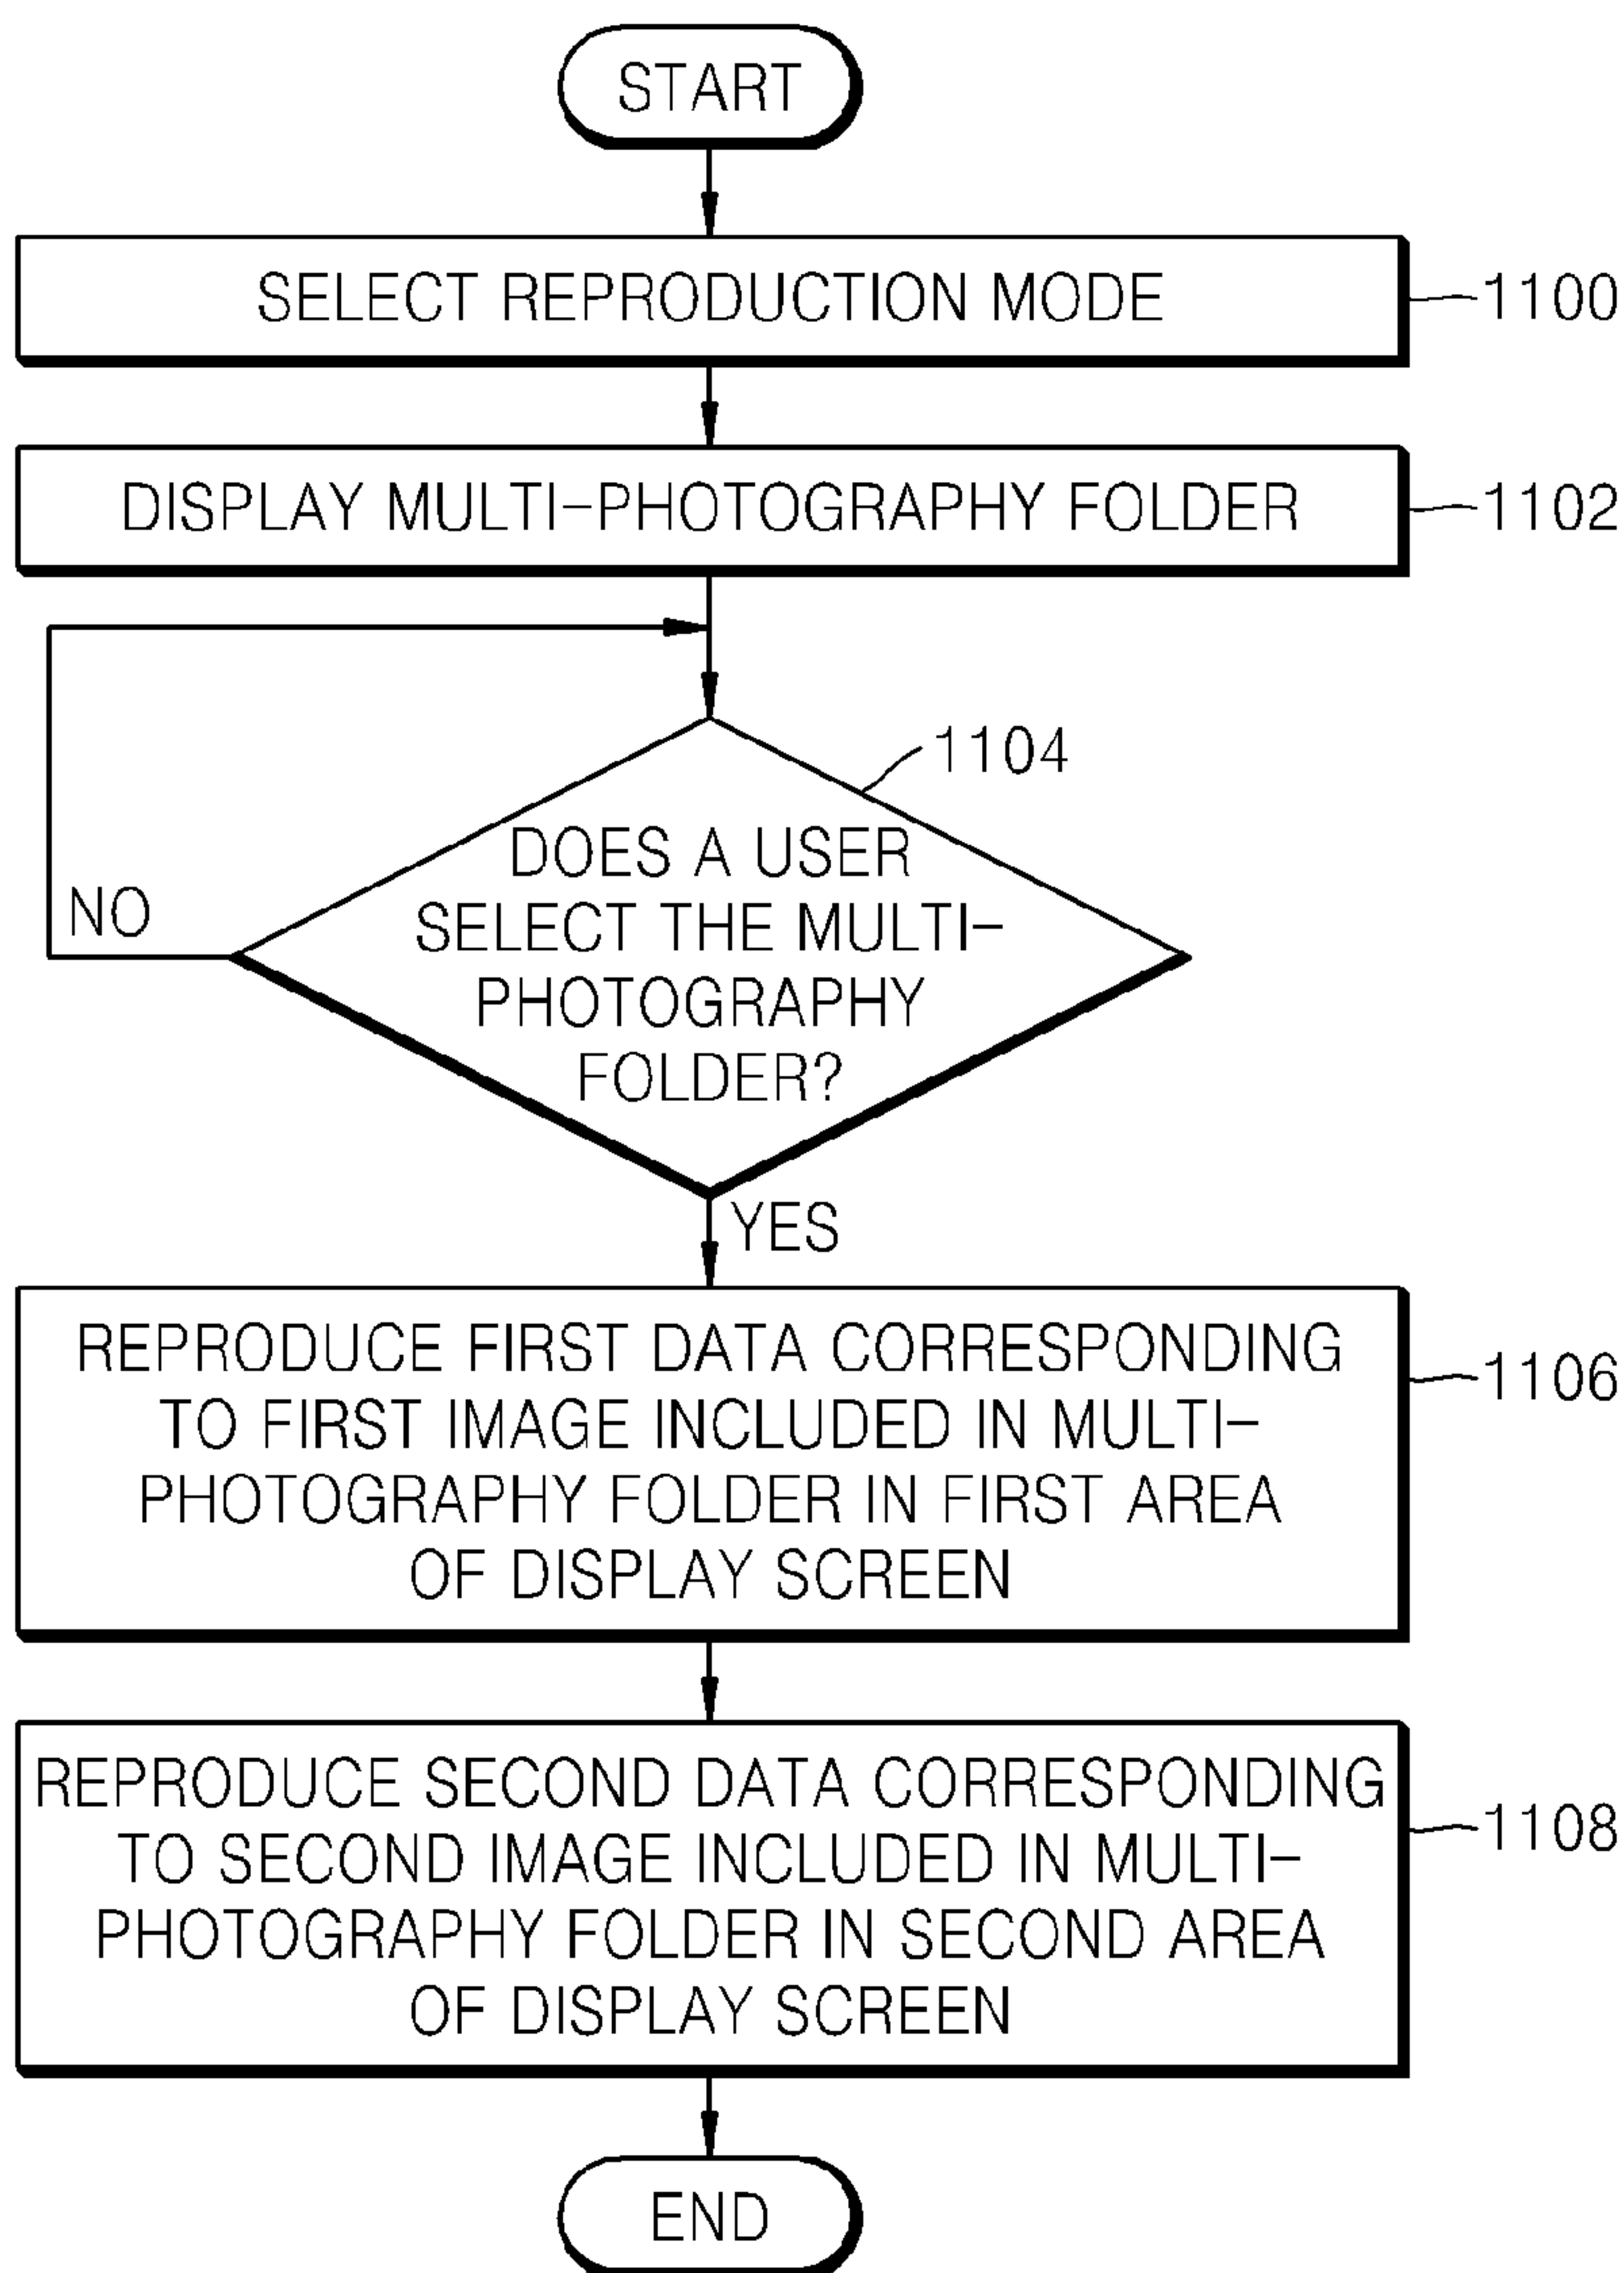 START
SELECT REPRODUCTION MODE
1100
DISPLAY MULTI-PHOTOGRAPHY FOLDER
1102
1104
DOES A USER
SELECT THE MULTI-
PHOTOGRAPHY
FOLDER?
NO
YES
REPRODUCE FIRST DATA CORRESPONDING
TO FIRST IMAGE INCLUDED IN MULTI-
PHOTOGRAPHY FOLDER IN FIRST AREA
OF DISPLAY SCREEN
1106
REPRODUCE SECOND DATA CORRESPONDING
TO SECOND IMAGE INCLUDED IN MULTI-
PHOTOGRAPHY FOLDER IN SECOND AREA
OF DISPLAY SCREEN
1108
END